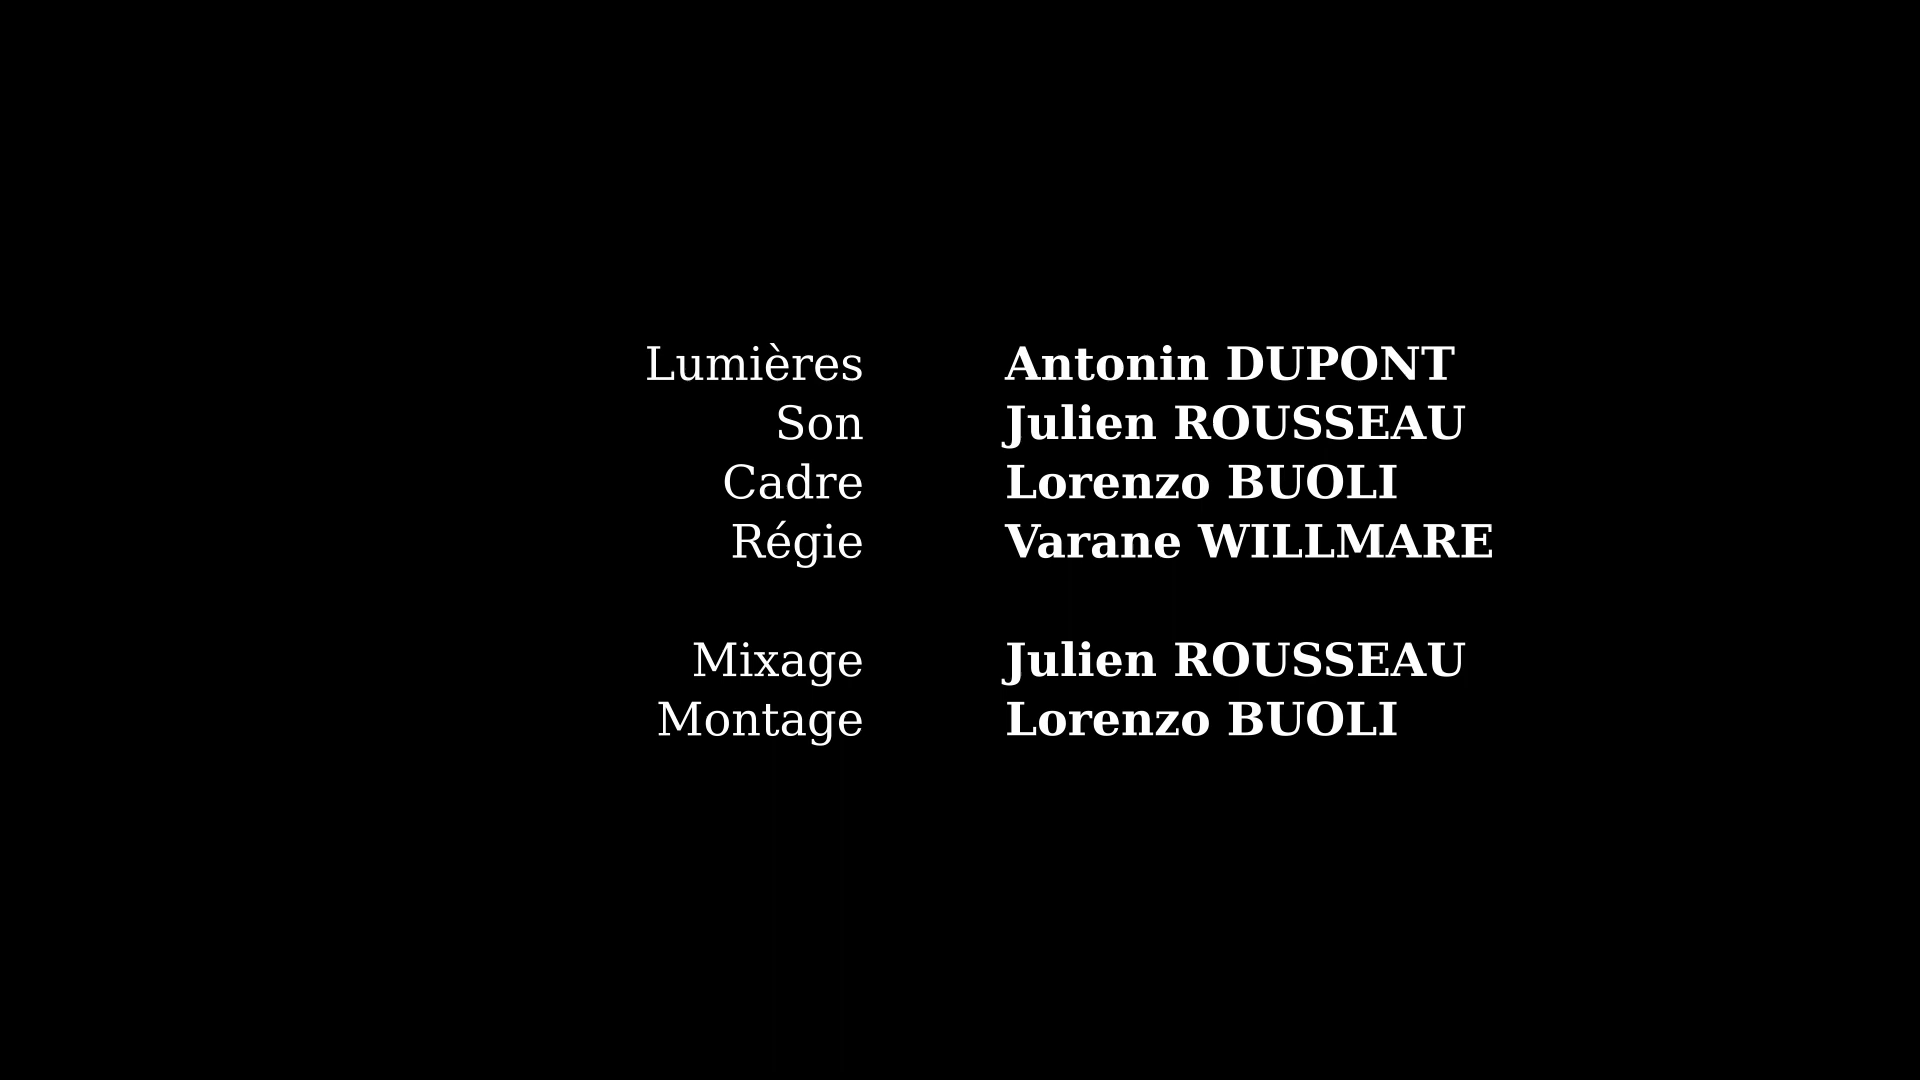 Lumières Antonin DUPONT
Son Julien ROUSSEAU
Cadre Lorenzo BUOLI
Régie Varane WILLMARE
Mixage Julien ROUSSEAU
Montage Lorenzo BUOLI